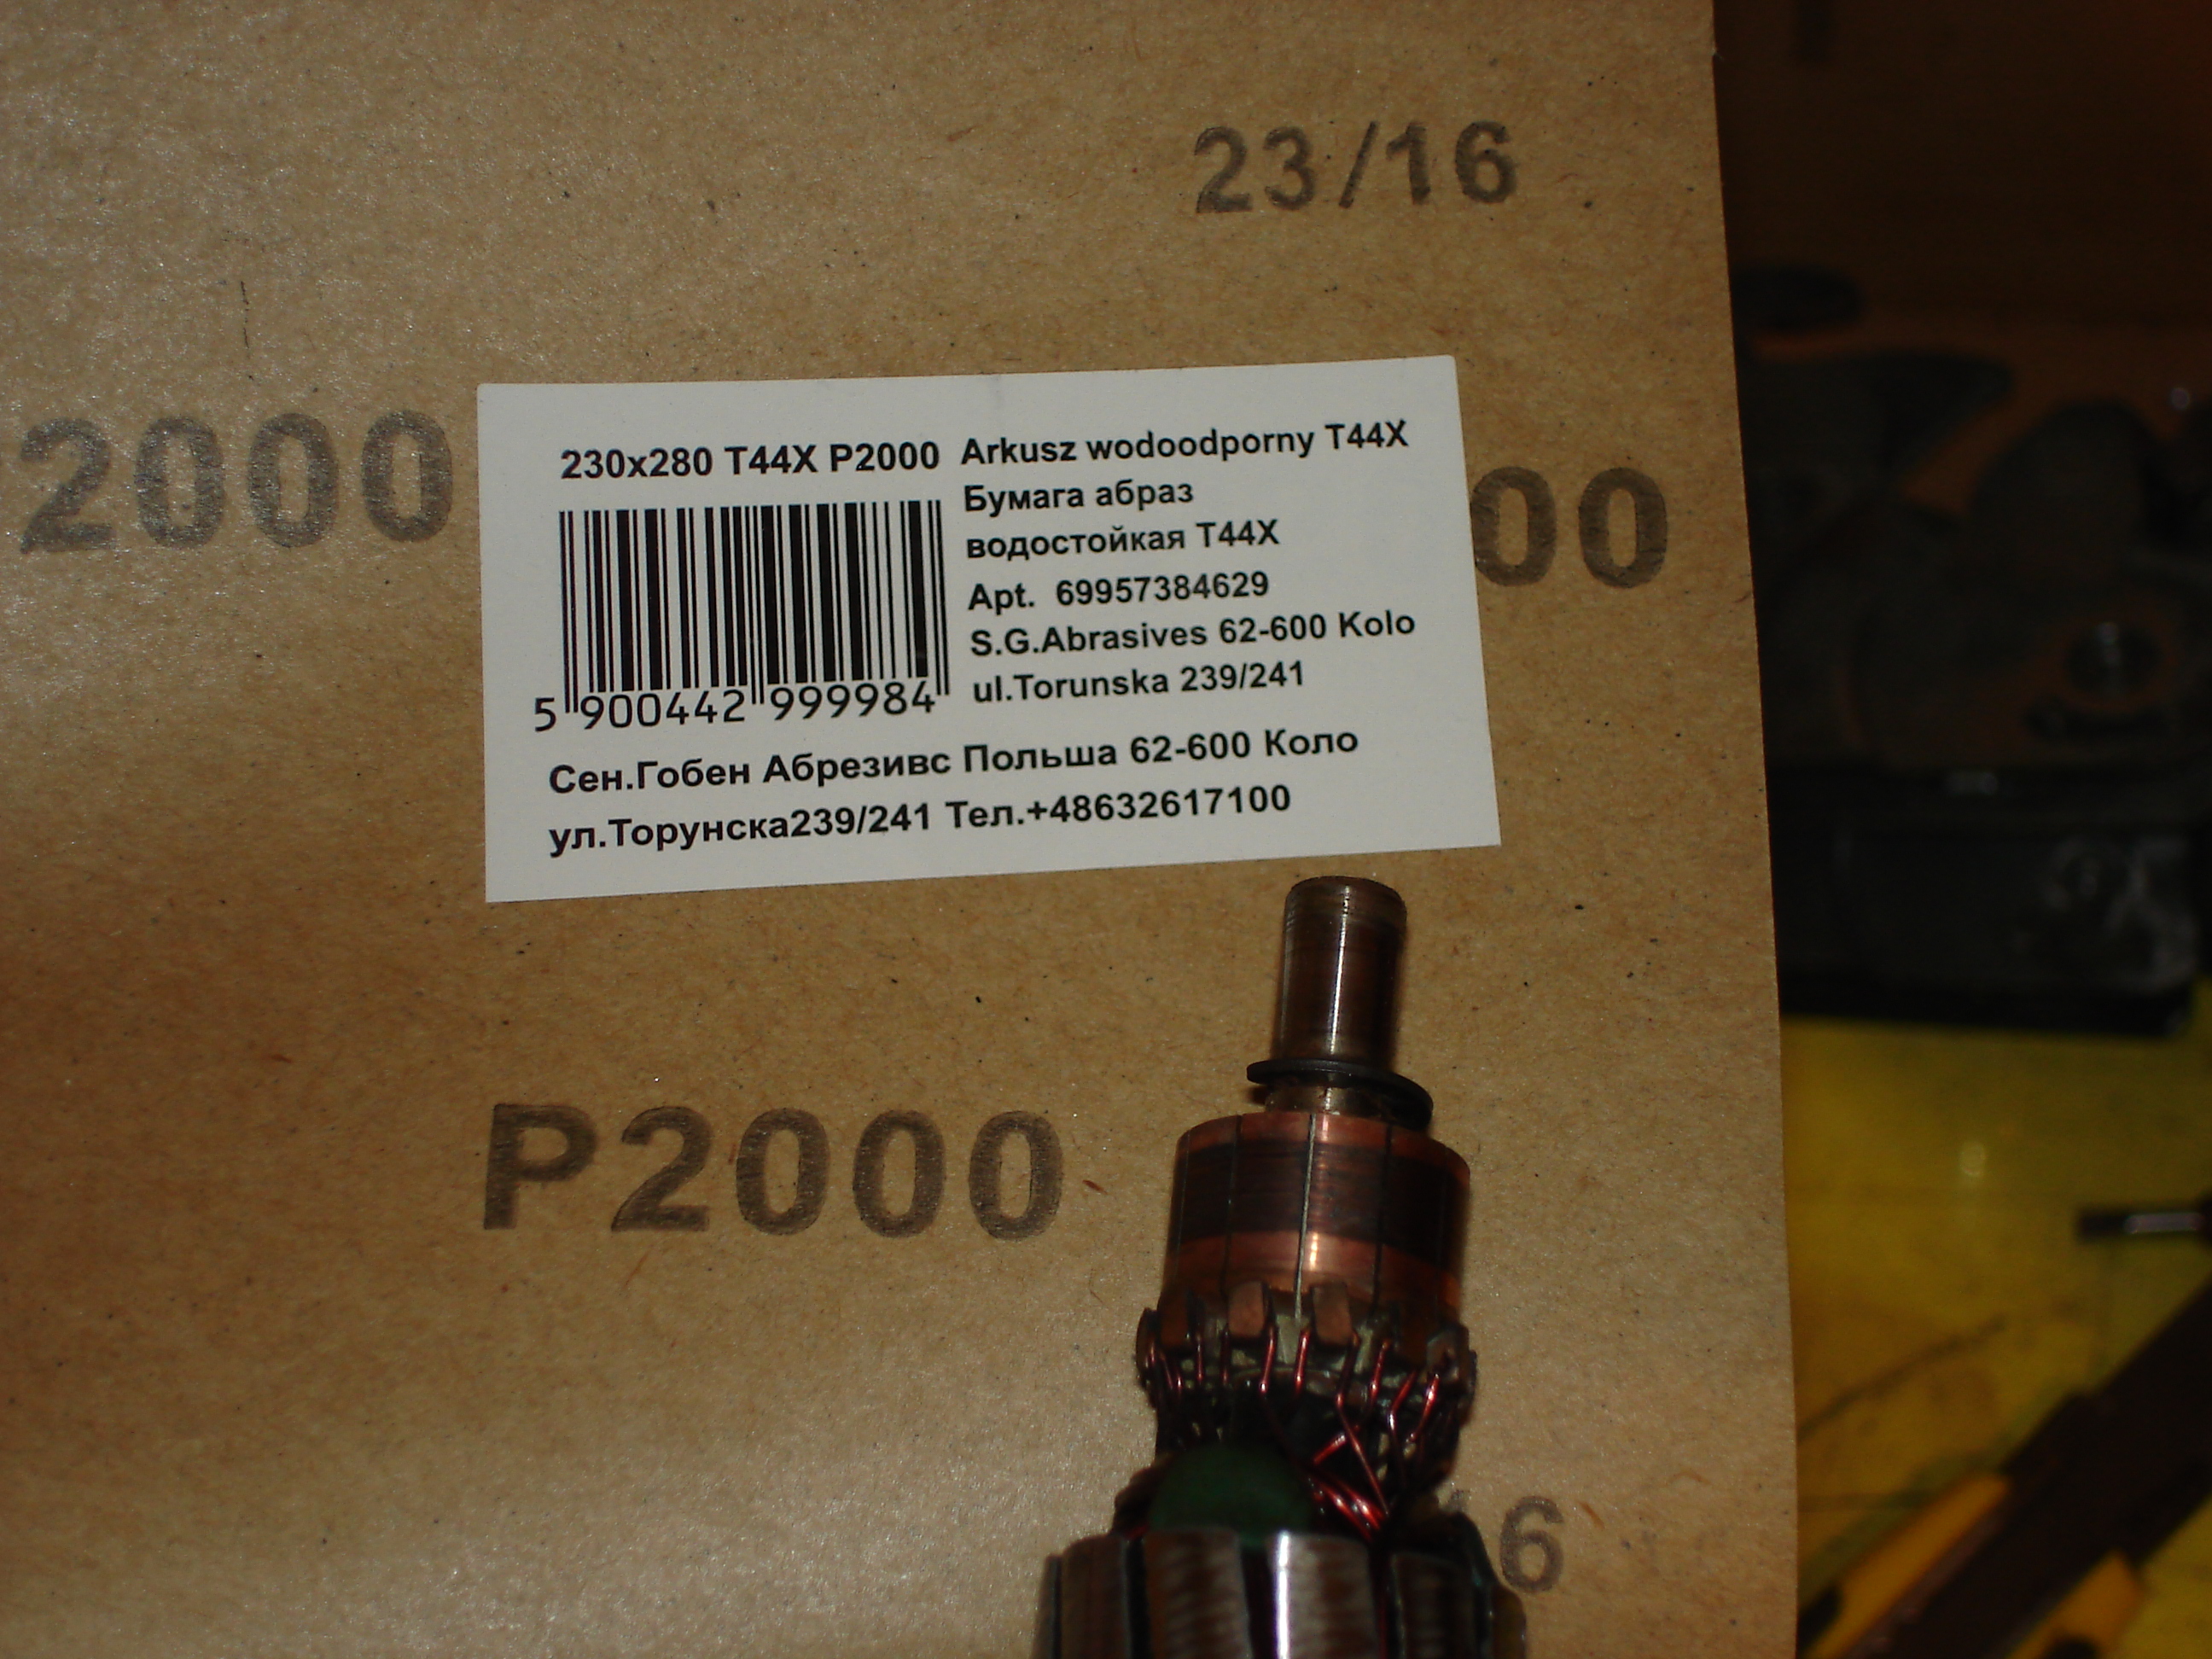 23/16
2000
00
230x280 T44X P2000
Arkusz wodoodporny T44X
Бумага абраз
водостойкая T44X
Арт. 69957384629
S.G.Abrasives 62-600 Kolo
ul.Torunska 239/241
5 900442 999984
Сен.Гобен Абрезивс Польша 62-600 Коло
ул.Торунска239/241 Тел.+48632617100
P2000
6